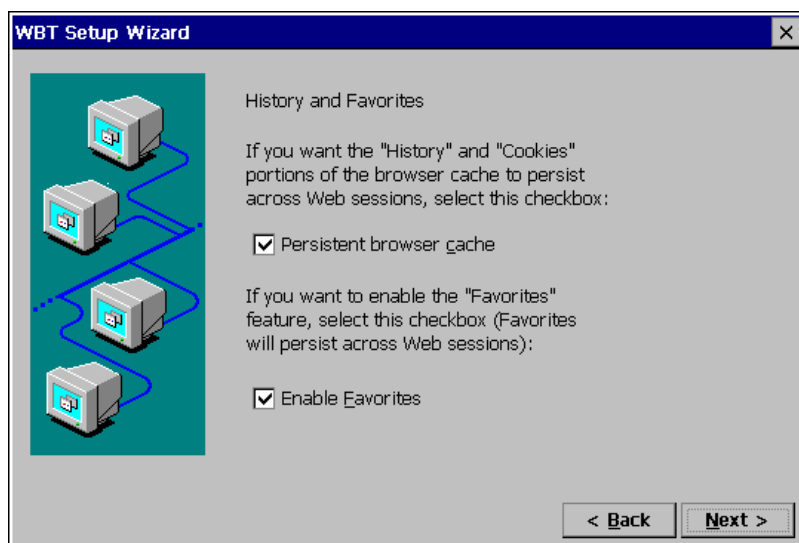 WBT Setup Wizard
History and Favorites
If you want the "History" and "Cookies"
portions of the browser cache to persist
across Web sessions, select this checkbox:
Persistent browser cache
If you want to enable the "Favorites"
feature, select this checkbox (Favorites
will persist across Web sessions):
Enable Favorites
< Back
Next >